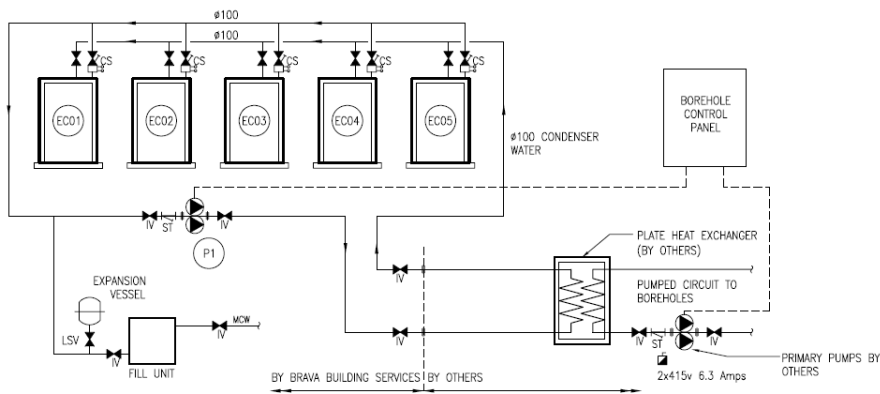 ø100
ø100
CS
CS
CS
CS
CS
EC01
EC02
EC03
EC04
EC05
BOREHOLE
CONTROL
PANEL
ø100 CONDENSER
WATER
IV
ST
IV
P1
PLATE HEAT EXCHANGER
(BY OTHERS)
EXPANSION
VESSEL
IV
PUMPED CIRCUIT TO
BOREHOLES
MCW
IV
LSV
IV
IV
IV
ST
IV
FILL UNIT
PRIMARY PUMPS BY
OTHERS
BY BRAVA BUILDING SERVICES
BY OTHERS
2x415v 6.3 Amps